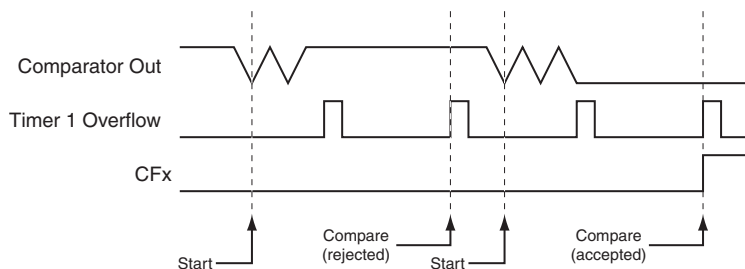 Comparator Out
Timer 1 Overflow
CFx
Start
Compare
(rejected)
Start
Compare
(accepted)